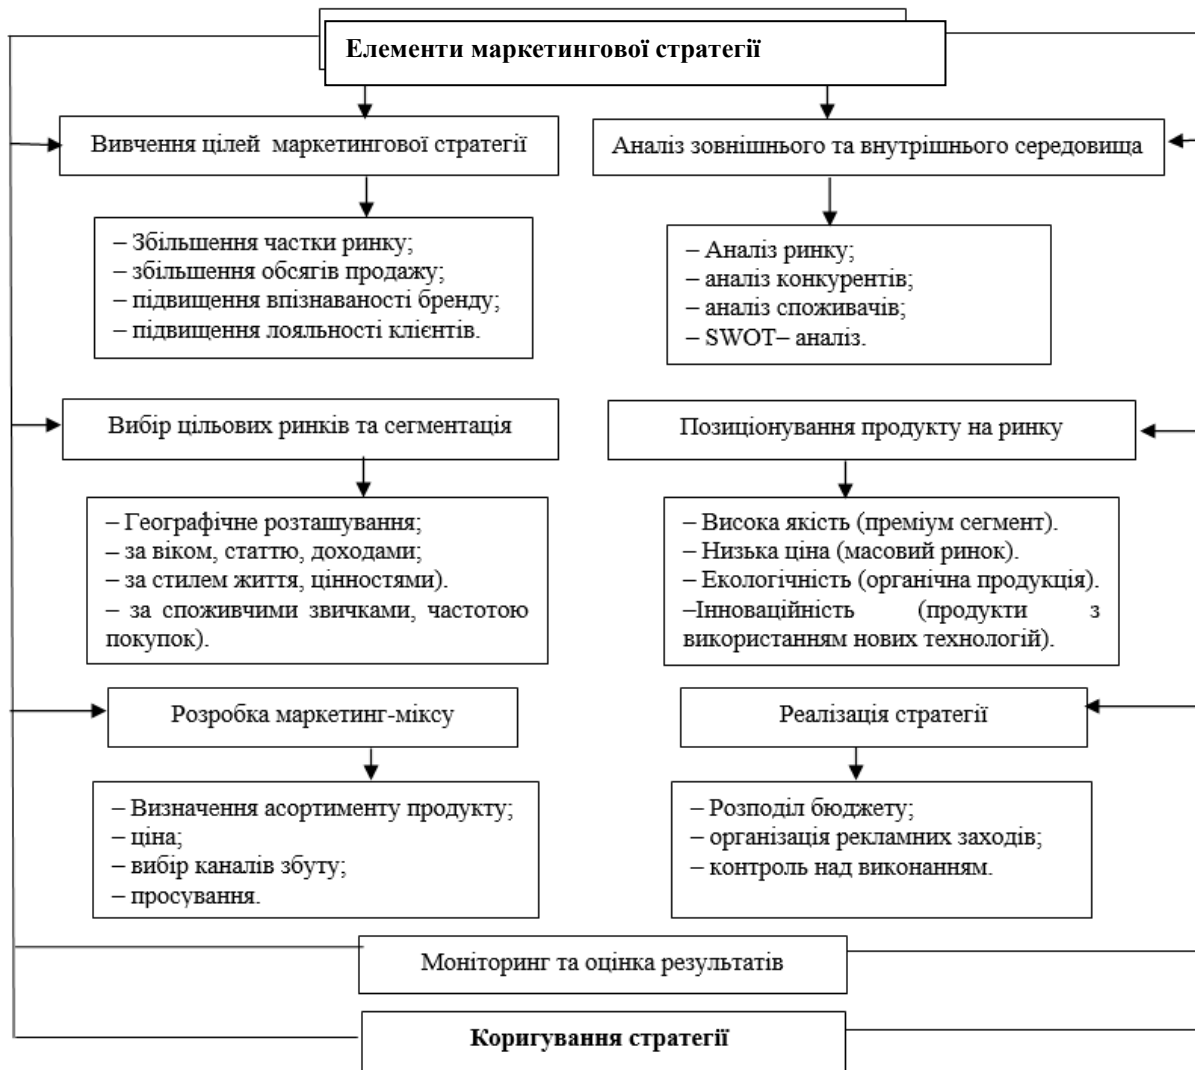 Елементи маркетингової стратегії
Вивчення цілей маркетингової стратегії
Аналіз зовнішнього та внутрішнього середовища
– Збільшення частки ринку;
– збільшення обсягів продажу;
– підвищення впізнаваності бренду;
– підвищення лояльності клієнтів.
– Аналіз ринку;
– аналіз конкурентів;
– аналіз споживачів;
– SWOT– аналіз.
Вибір цільових ринків та сегментація
Позиціонування продукту на ринку
– Географічне розташування;
– за віком, статтю, доходами;
– за стилем життя, цінностями).
– за споживчими звичками, частотою
покупок).
– Висока якість (преміум сегмент).
– Низька ціна (масовий ринок).
– Екологічність (органічна продукція).
–Інноваційність (продукти з
використанням нових технологій).
Розробка маркетинг-міксу
Реалізація стратегії
– Визначення асортименту продукту;
– ціна;
– вибір каналів збуту;
– просування.
– Розподіл бюджету;
– організація рекламних заходів;
– контроль над виконанням.
Моніторинг та оцінка результатів
Коригування стратегії